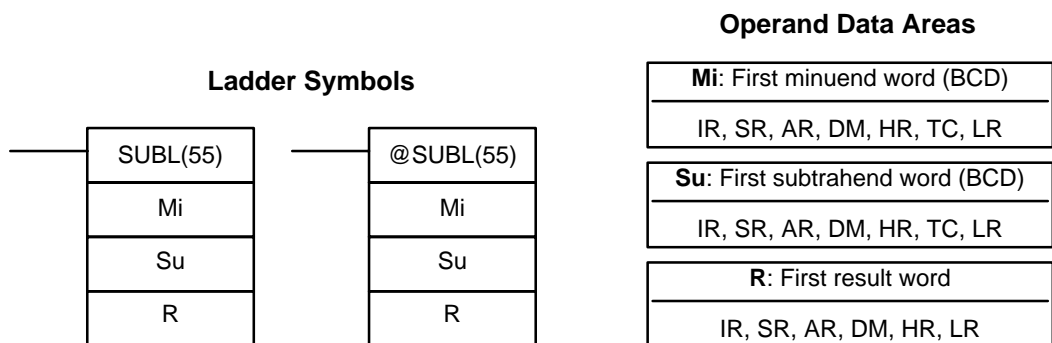 Ladder Symbols
SUBL(55)
Mi
Su
R
@SUBL(55)
Mi
Su
R
Operand Data Areas
Mi: First minuend word (BCD)
IR, SR, AR, DM, HR, TC, LR
Su: First subtrahend word (BCD)
IR, SR, AR, DM, HR, TC, LR
R: First result word
IR, SR, AR, DM, HR, LR